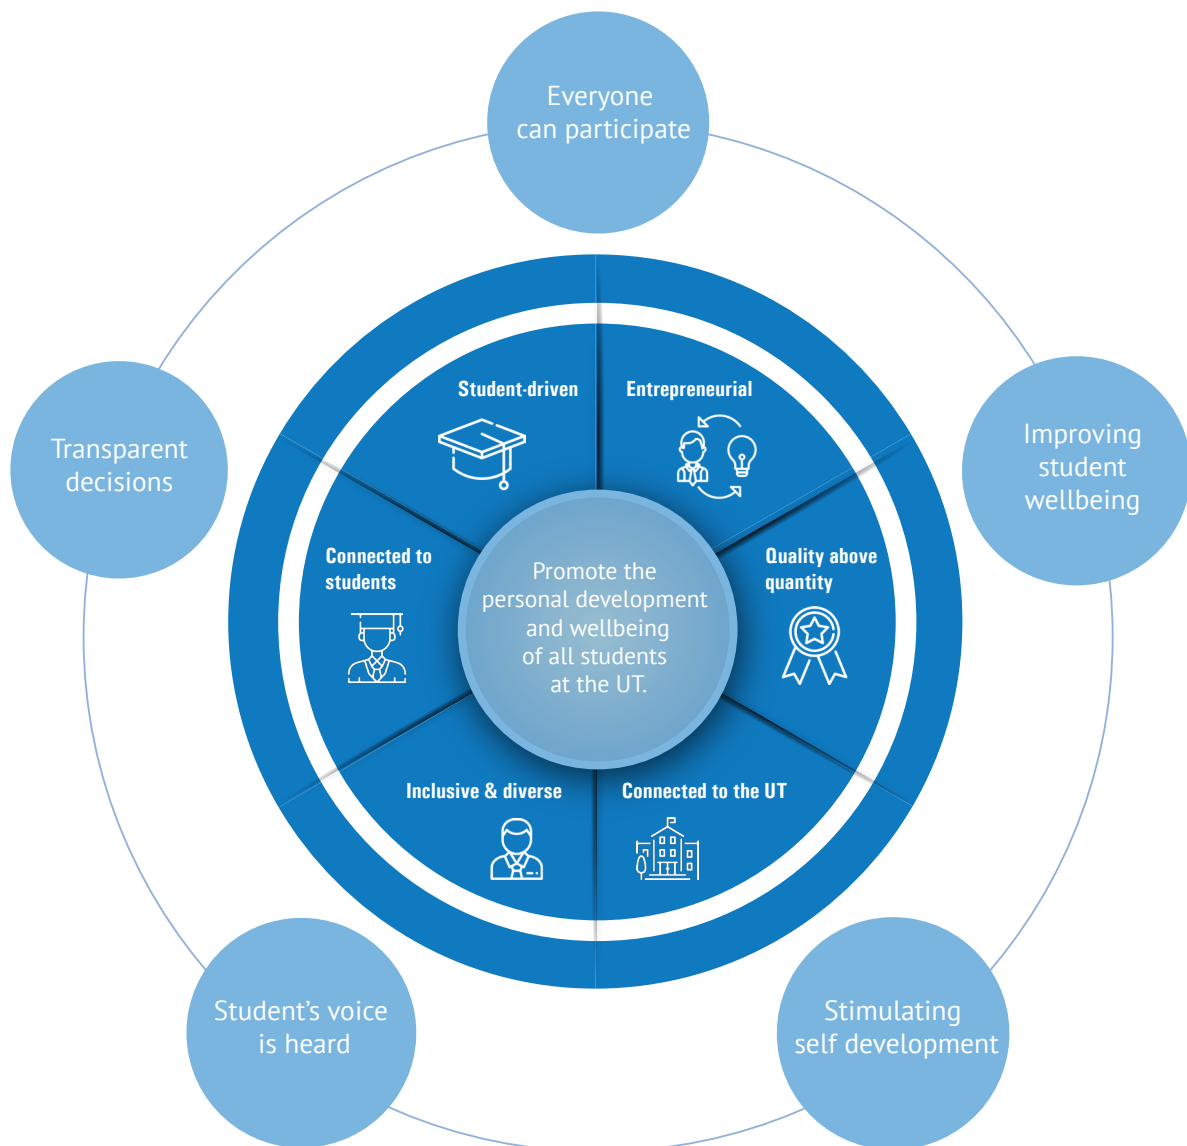 Everyone
can participate
Transparent
decisions
Improving
student
wellbeing
Student-driven
Entrepreneurial
Connected to
students
Quality above
quantity
Promote the
personal development
and wellbeing
of all students
at the UT.
Inclusive & diverse
Connected to the UT
Student’s voice
is heard
Stimulating
self development